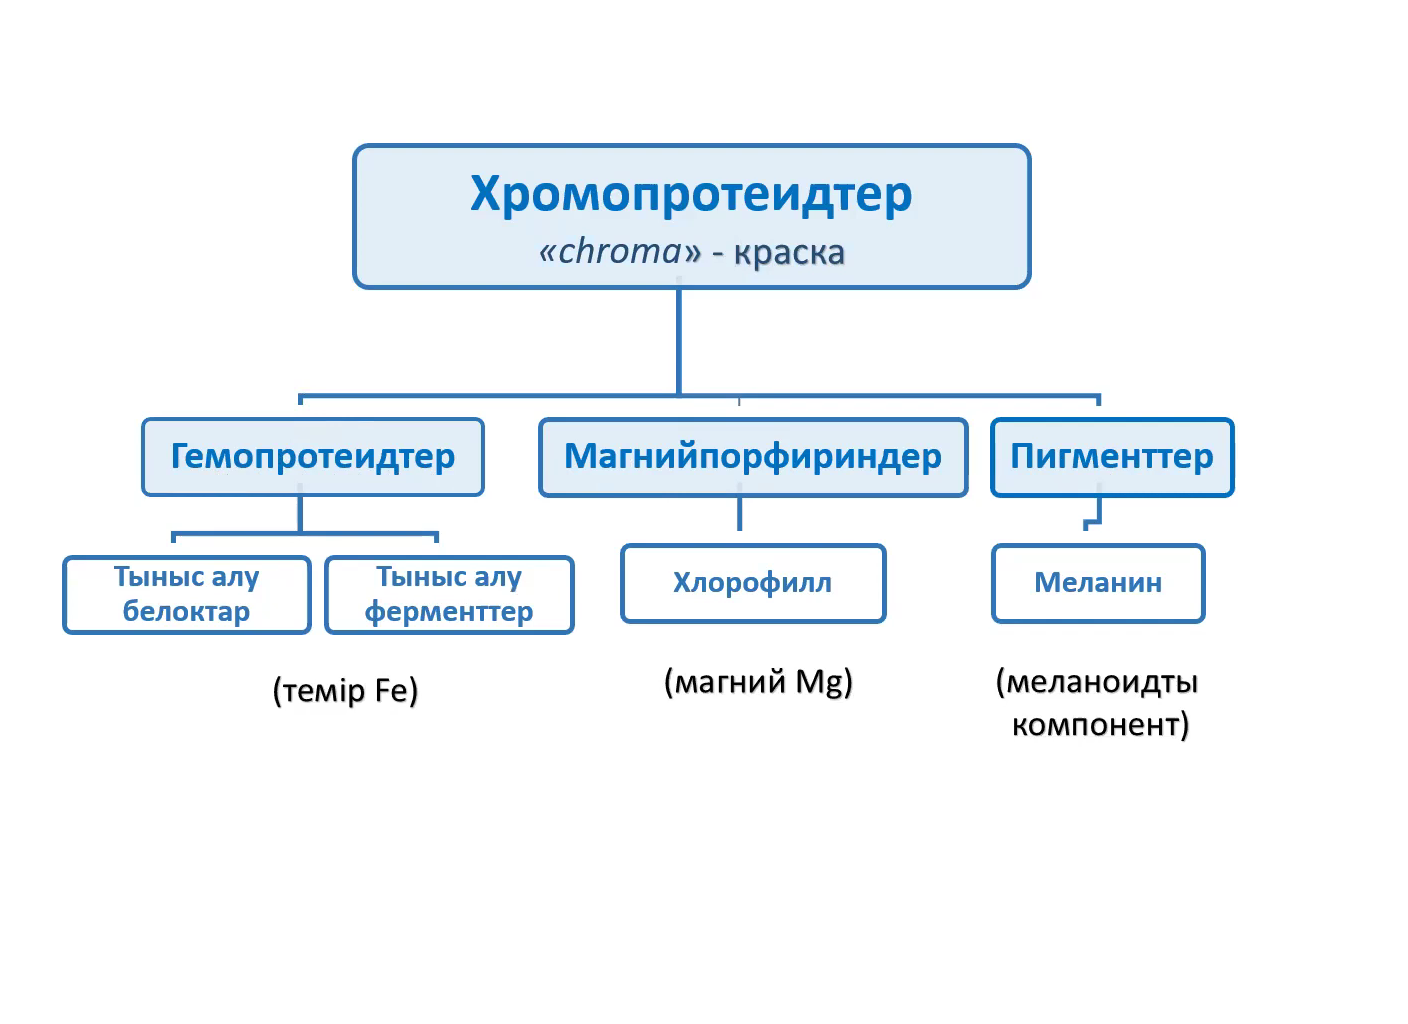 Хромопротеидтер
«chroma» - краска
Гемопротеидтер
Магнийпорфириндер
Пигменттер
Тыныс алу
белоктар
Тыныс алу
ферменттер
Хлорофилл
Меланин
(темір Fe)
(магний Mg)
(меланоидты
компонент)